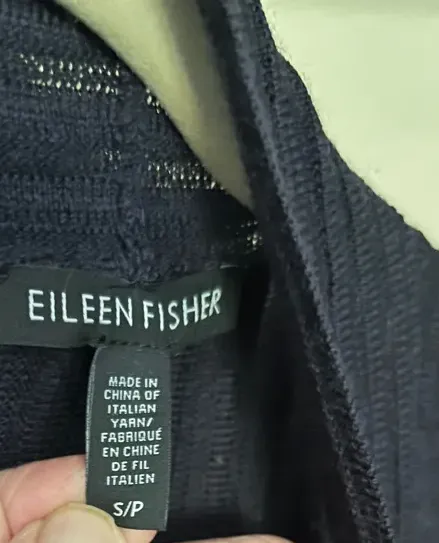 EILEEN FISHER
MADE IN
CHINA OF
ITALIAN
YARN/
FABRIQUÉ
EN CHINE
DE FIL
ITALIEN
S/P